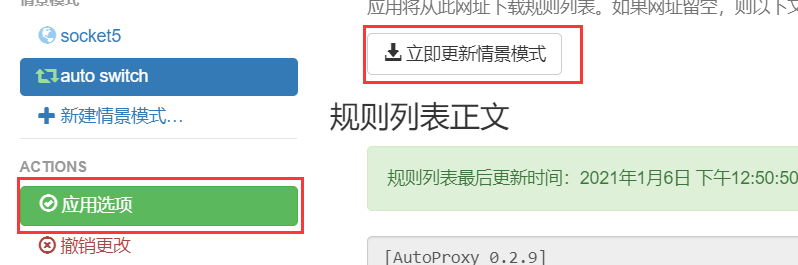 情景模式
socket5
auto switch
新建情景模式…
ACTIONS
应用选项
撤销更改
应用将从此网址下载规则列表。如果网址留空，则以下文
立即更新情景模式
规则列表正文
规则列表最后更新时间：2021年1月6日 下午12:50:50
[AutoProxy 0.2.9]